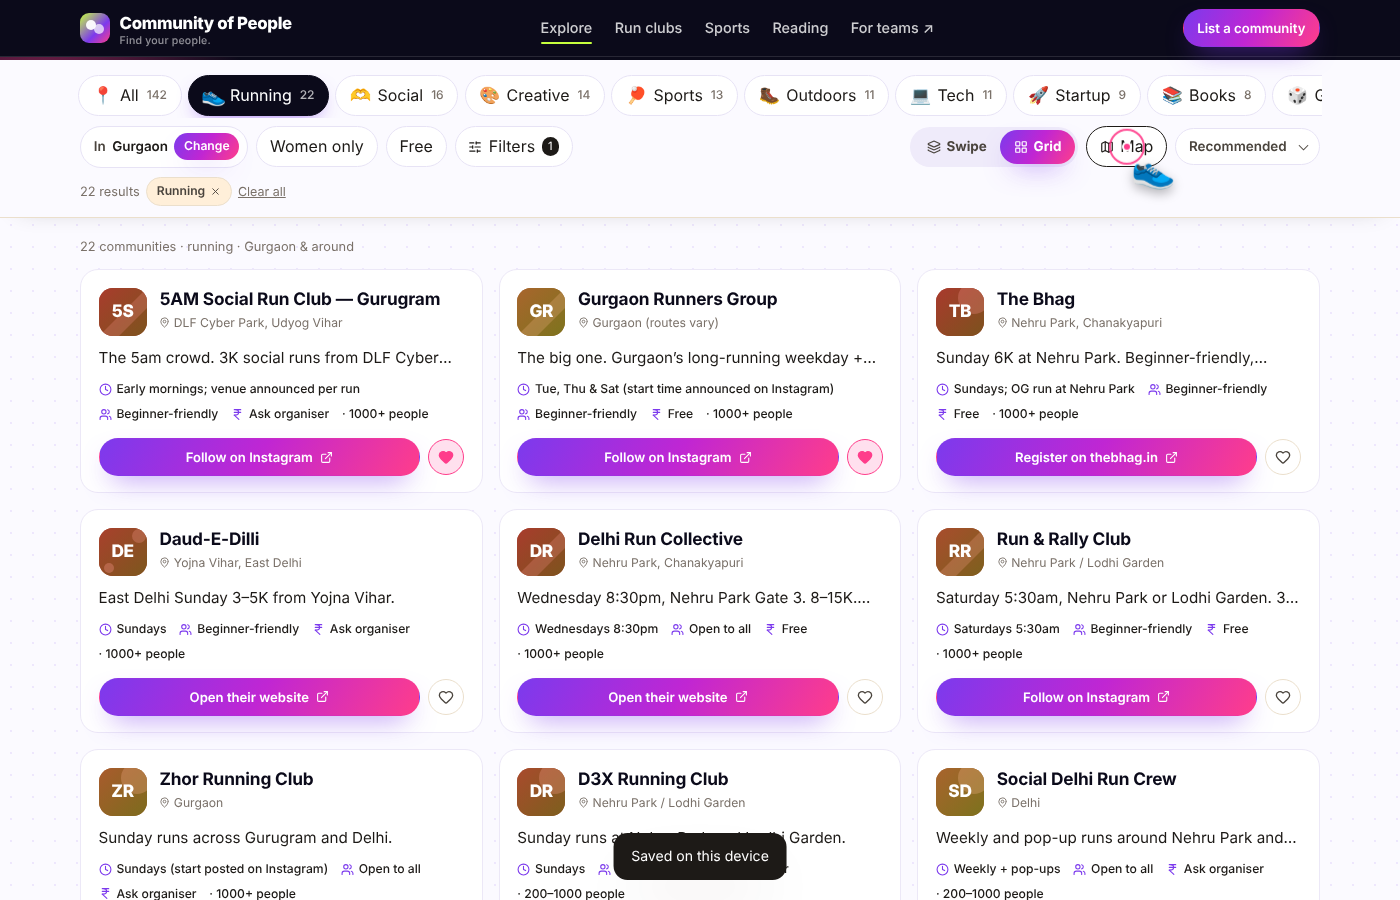 Community of People
Find your people.
Explore Run clubs Sports Reading For teams ↗
List a community
All 142 Running 22 Social 16 Creative 14 Sports 13 Outdoors 11 Tech 11 Startup 9 Books 8 G
In Gurgaon Change Women only Free Filters 1 Swipe Grid Map Recommended
22 results Running × Clear all
22 communities · running · Gurgaon & around
5S 5AM Social Run Club — Gurugram
DLF Cyber Park, Udyog Vihar
The 5am crowd. 3K social runs from DLF Cyber...
Early mornings; venue announced per run
Beginner-friendly ₹ Ask organiser · 1000+ people
Follow on Instagram
GR Gurgaon Runners Group
Gurgaon (routes vary)
The big one. Gurgaon’s long-running weekday +...
Tue, Thu & Sat (start time announced on Instagram)
Beginner-friendly ₹ Free · 1000+ people
Follow on Instagram
TB The Bhag
Nehru Park, Chanakyapuri
Sunday 6K at Nehru Park. Beginner-friendly,...
Sundays; OG run at Nehru Park Beginner-friendly
₹ Free · 1000+ people
Register on thebhag.in
DE Daud-E-Dilli
Yojna Vihar, East Delhi
East Delhi Sunday 3–5K from Yojna Vihar.
Sundays Beginner-friendly ₹ Ask organiser
· 1000+ people
Open their website
DR Delhi Run Collective
Nehru Park, Chanakyapuri
Wednesday 8:30pm, Nehru Park Gate 3. 8–15K....
Wednesdays 8:30pm Open to all ₹ Free
· 1000+ people
Open their website
RR Run & Rally Club
Nehru Park / Lodhi Garden
Saturday 5:30am, Nehru Park or Lodhi Garden. 3...
Saturdays 5:30am Beginner-friendly ₹ Free
· 1000+ people
Follow on Instagram
ZR Zhor Running Club
Gurgaon
Sunday runs across Gurugram and Delhi.
Sundays (start posted on Instagram) Open to all
₹ Ask organiser · 1000+ people
DR D3X Running Club
Nehru Park / Lodhi Garden
Sunday runs at Garden.
Sundays
· 200–1000 people
SD Social Delhi Run Crew
Delhi
Weekly and pop-up runs around Nehru Park and...
Weekly + pop-ups Open to all ₹ Ask organiser
· 200–1000 people
Saved on this device